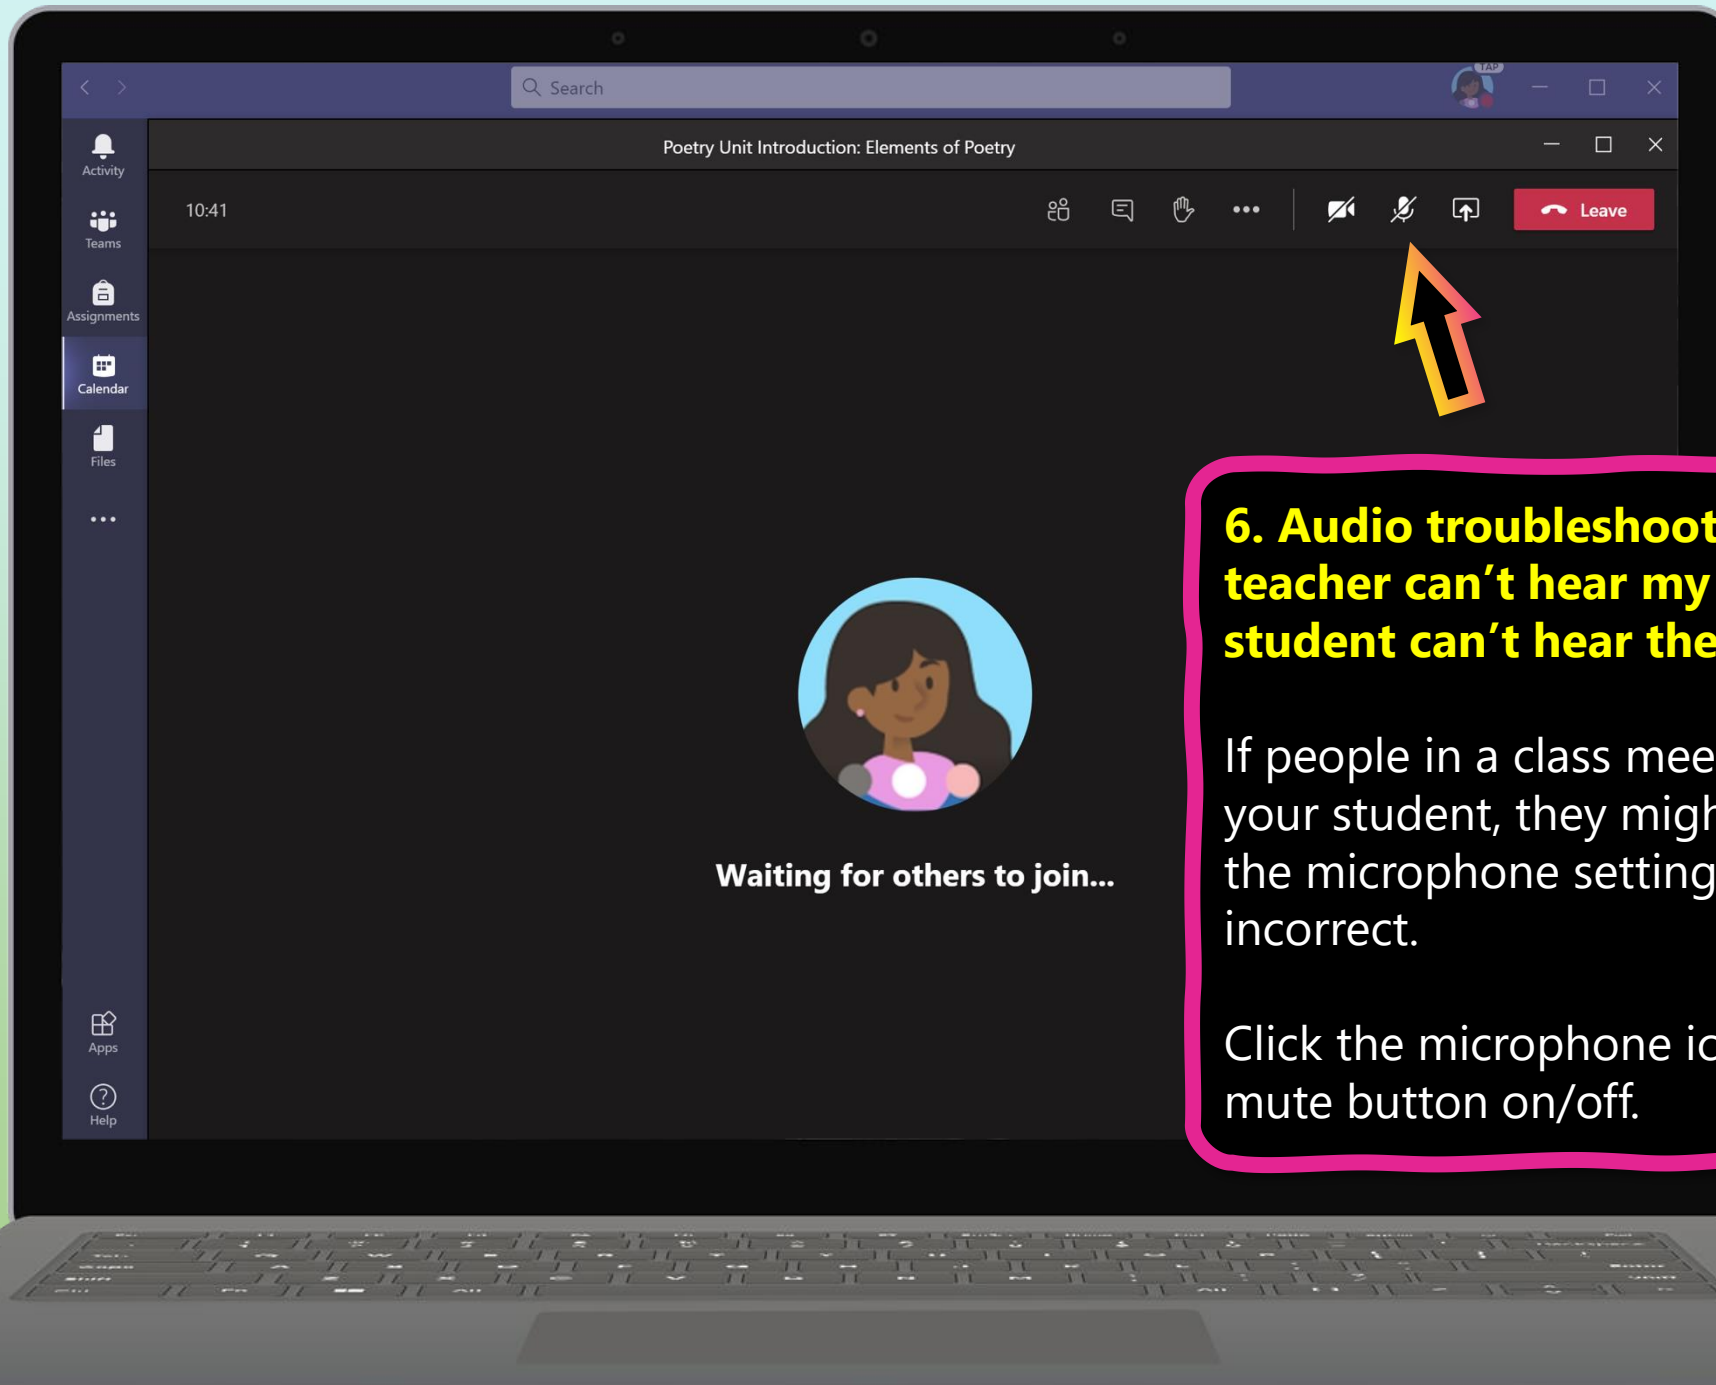 Search
TAP
Poetry Unit Introduction: Elements of Poetry
Activity
10:41
Leave
Teams
Assignments
Calendar
Files
6. Audio troubleshoot
teacher can’t hear my
student can’t hear the
If people in a class mee
your student, they migh
the microphone setting
incorrect.
Click the microphone ic
mute button on/off.
Waiting for others to join...
Apps
Help